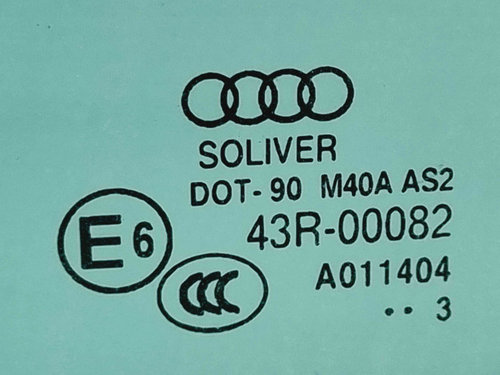 SOLIVER
DOT-90 M40A AS2
E6 43R-00082
CCC A011404
•• 3